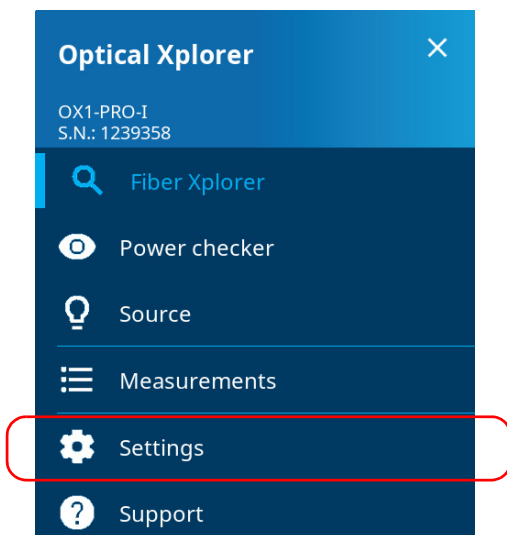 Optical Xplorer
OX1-PRO-I
S.N.: 1239358
Fiber Xplorer
Power checker
Source
Measurements
Settings
Support